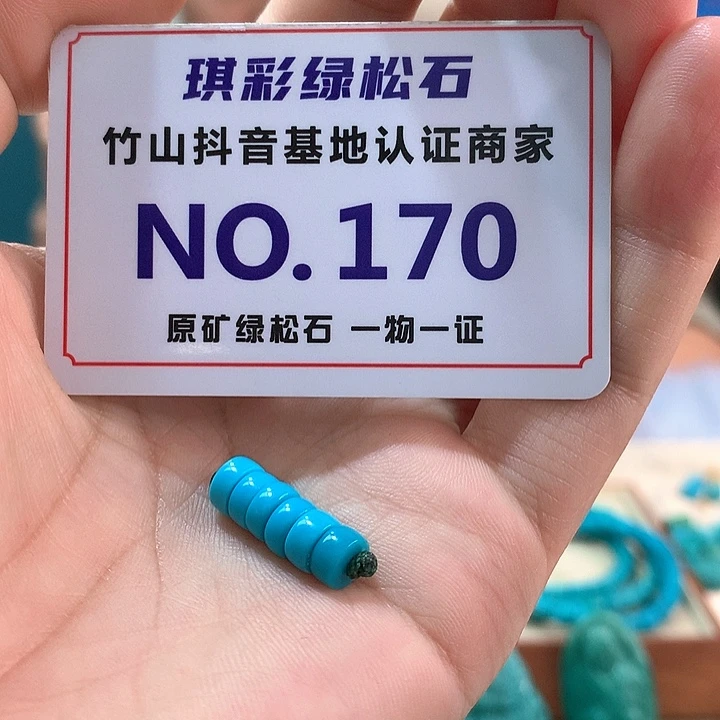 琪彩绿松石
竹山抖音基地认证商家
NO.170
原矿绿松石 一物一证